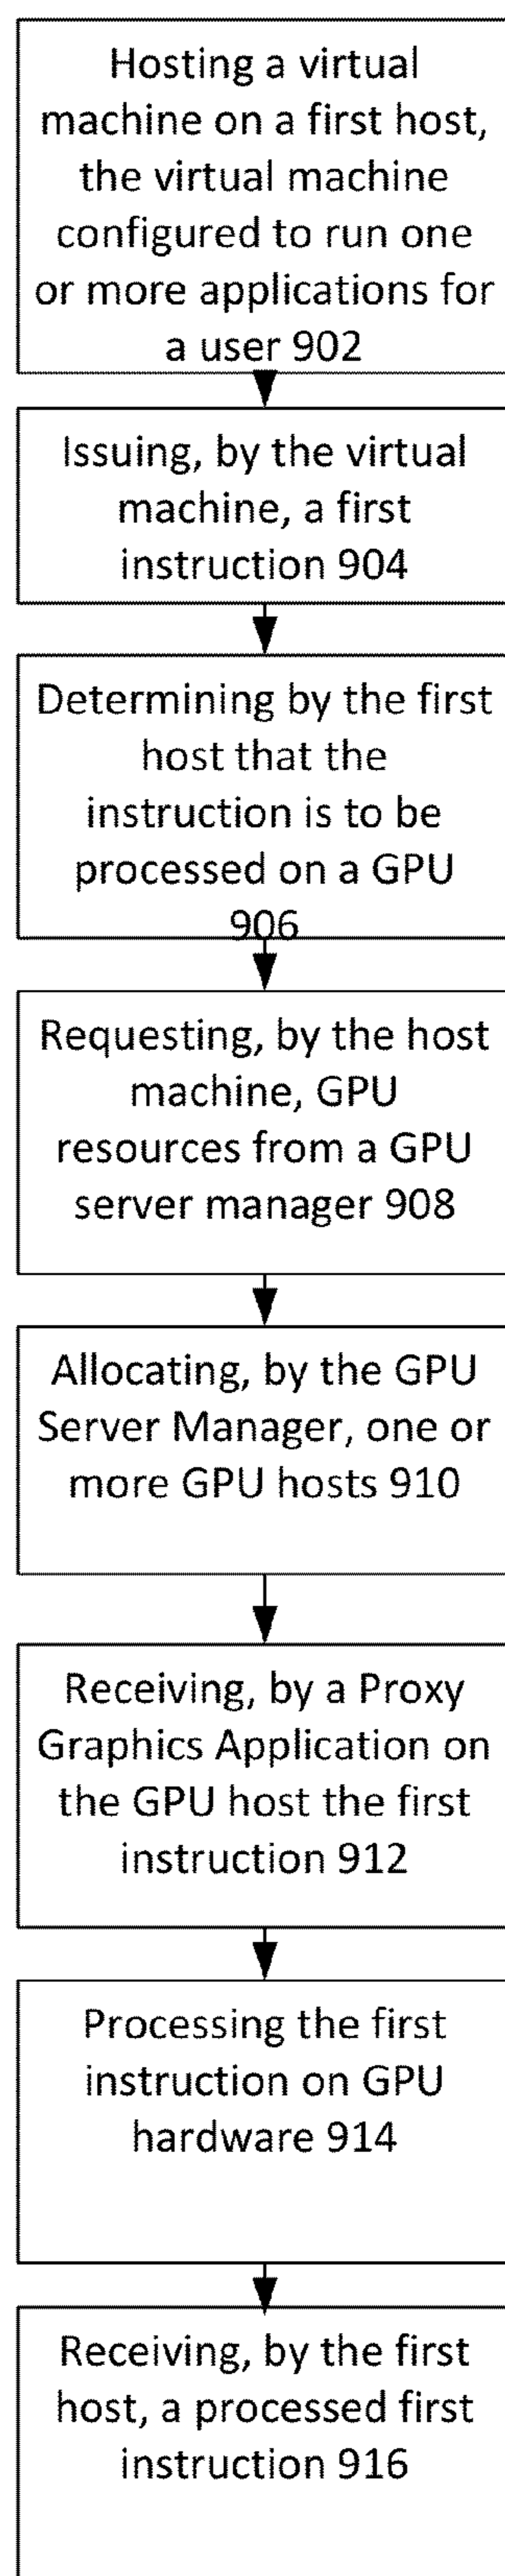 Hosting a virtual
machine on a first host,
the virtual machine
configured to run one
or more applications for
a user 902
Issuing, by the virtual
machine, a first
instruction 904
Determining by the first
host that the
instruction is to be
processed on a GPU
906
Requesting, by the host
machine, GPU
resources from a GPU
server manager 908
Allocating, by the GPU
Server Manager, one or
more GPU hosts 910
Receiving, by a Proxy
Graphics Application on
the GPU host the first
instruction 912
Processing the first
instruction on GPU
hardware 914
Receiving, by the first
host, a processed first
instruction 916